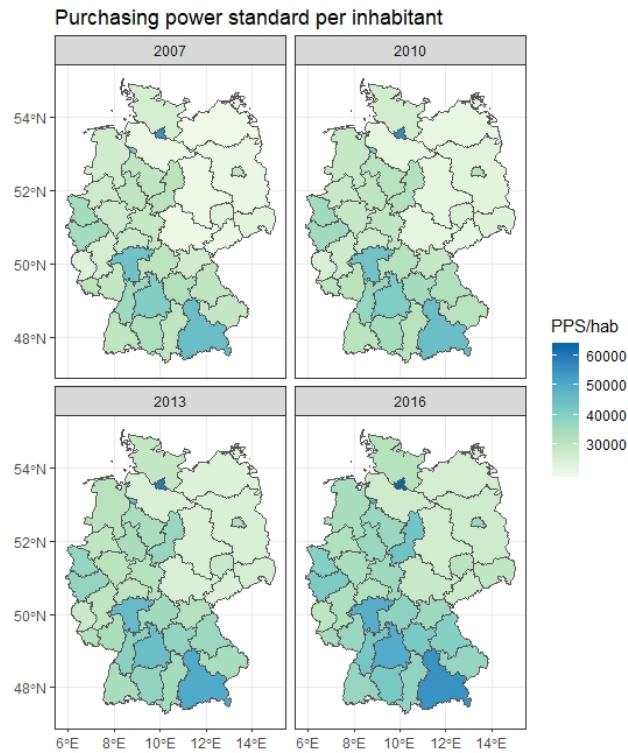 Purchasing power standard per inhabitant
2007
2010
54°N
52°N
50°N
48°N
2013
2016
54°N
52°N
50°N
48°N
6°E 8°E 10°E 12°E 14°E
6°E 8°E 10°E 12°E 14°E
PPS/hab
60000
50000
40000
30000